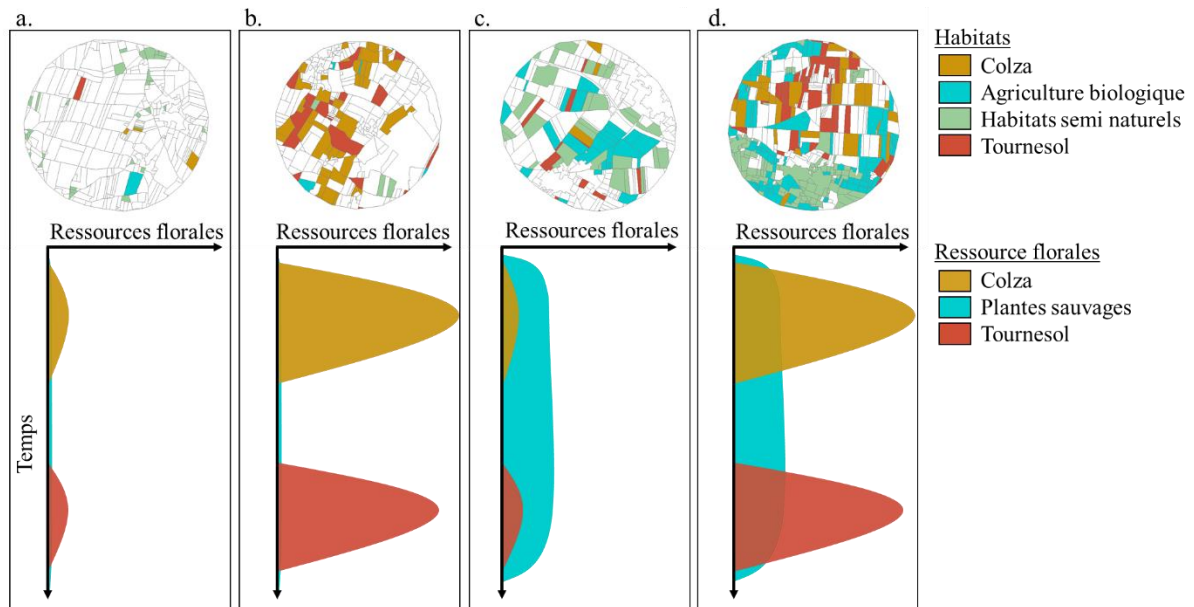 a.
b.
c.
d.
Habitats
Colza
Agriculture biologique
Habitats semi naturels
Tournesol
Ressources florales
Ressources florales
Ressources florales
Ressources florales
Temps
Ressource florales
Colza
Plantes sauvages
Tournesol